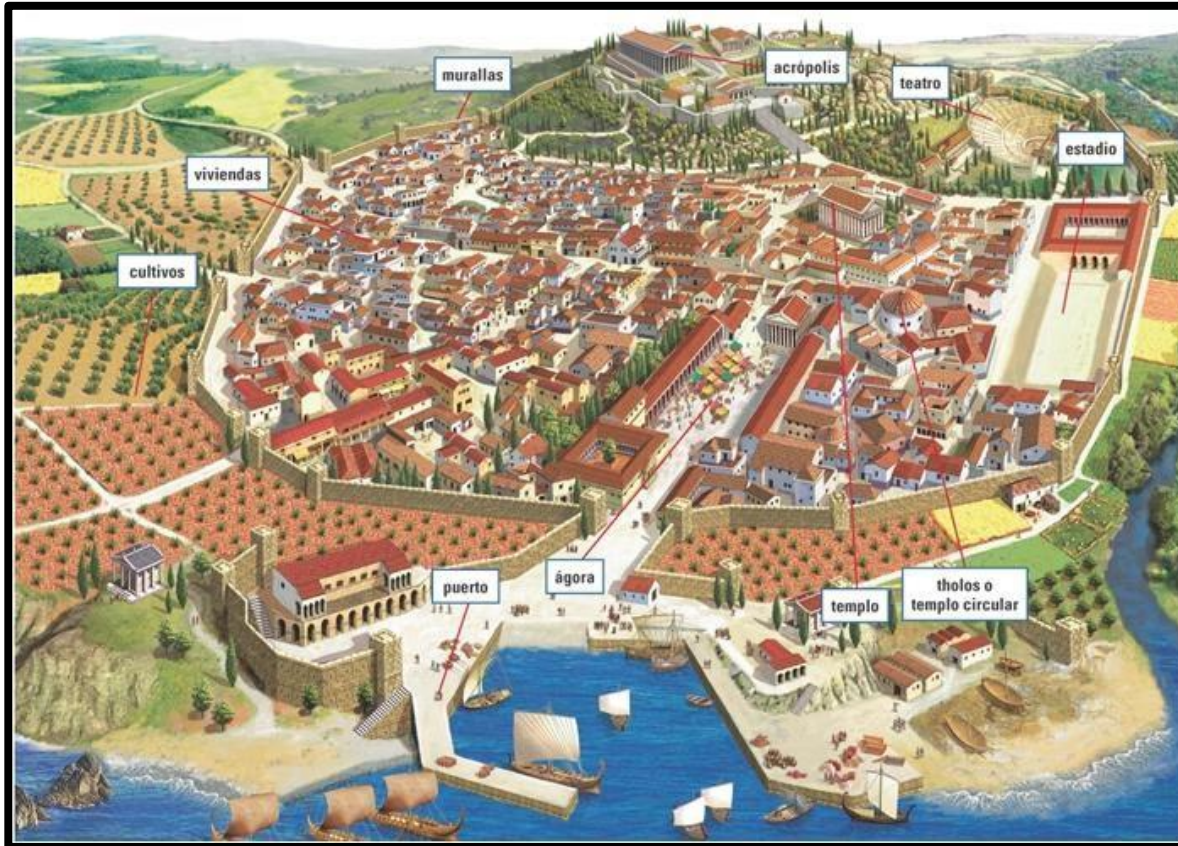 murallas
acrópolis
teatro
estadio
viviendas
cultivos
puerto
ágora
templo
tholos o
templo circular